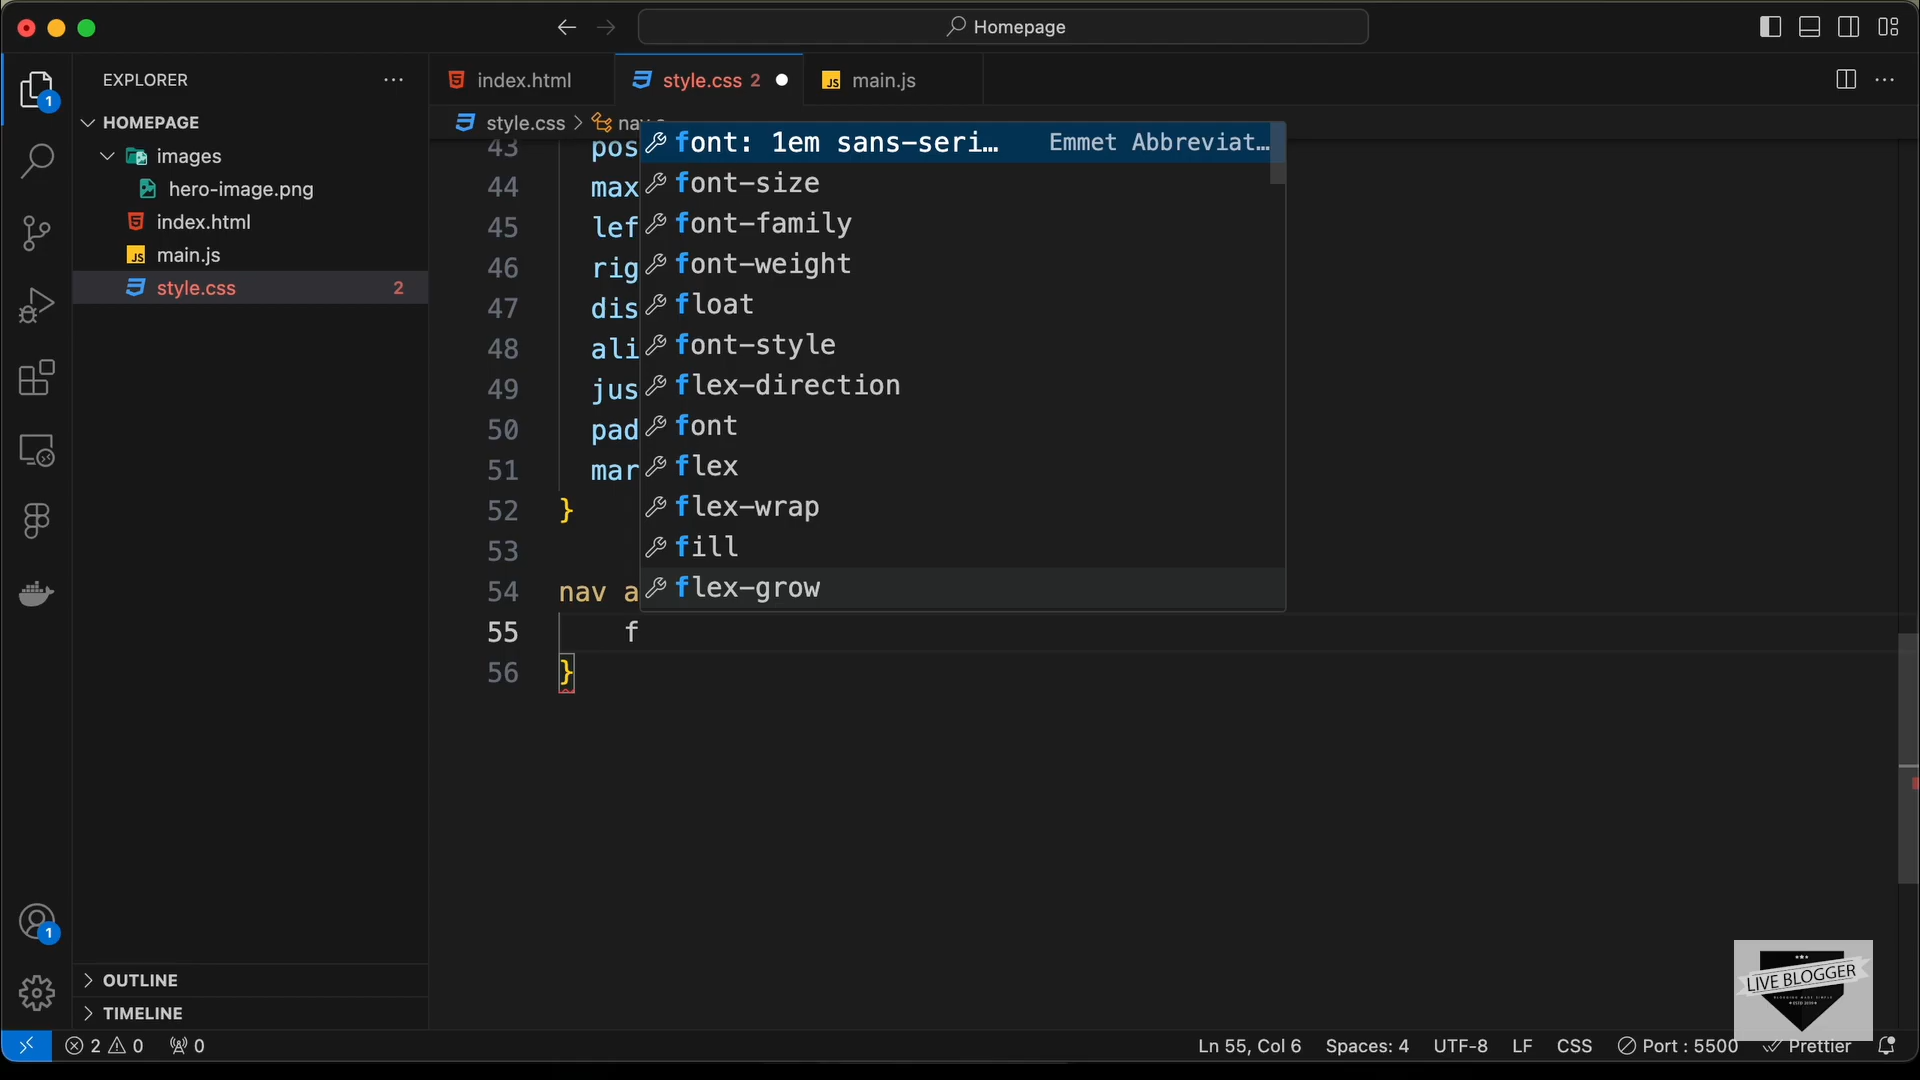 Homepage
EXPLORER
HOMEPAGE
images
hero-image.png
index.html
main.js
style.css 2
OUTLINE
TIMELINE
index.html
style.css 2
main.js
style.css
43 pos
44 max
45 lef
46 rig
47 dis
48 ali
49 jus
50 pad
51 mar
52 }
53
54 nav a
55 f
56 }
font: 1em sans-seri… Emmet Abbreviat…
font-size
font-family
font-weight
float
font-style
flex-direction
font
flex
flex-wrap
fill
flex-grow
1
1
LIVE BLOGGER
2 0 0
Ln 55, Col 6 Spaces: 4 UTF-8 LF CSS Port : 5500 Prettier